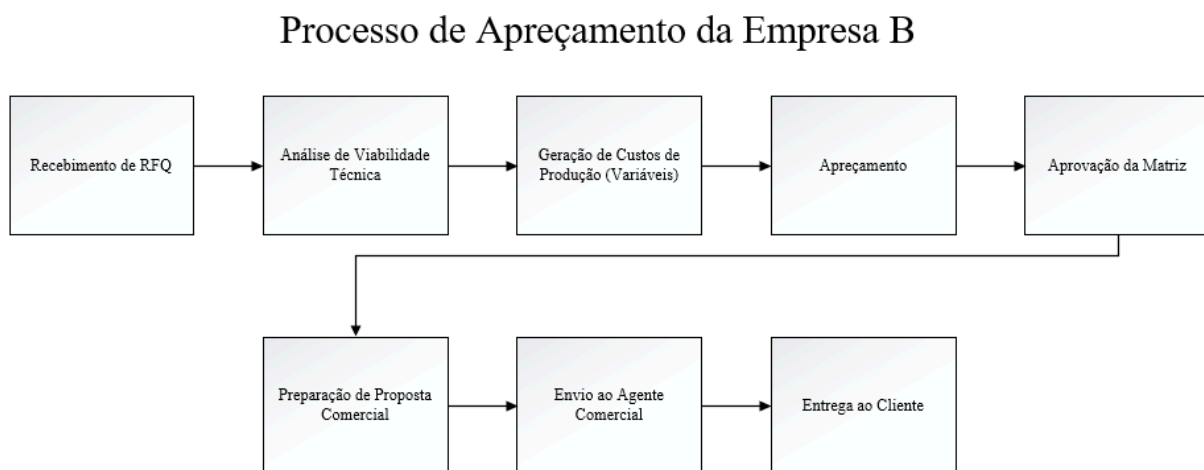 Processo de Apreçamento da Empresa B
Recebimento de RFQ
Análise de Viabilidade
Técnica
Geração de Custos de
Produção (Variáveis)
Apreçamento
Aprovação da Matriz
Preparação de Proposta
Comercial
Envio ao Agente
Comercial
Entrega ao Cliente